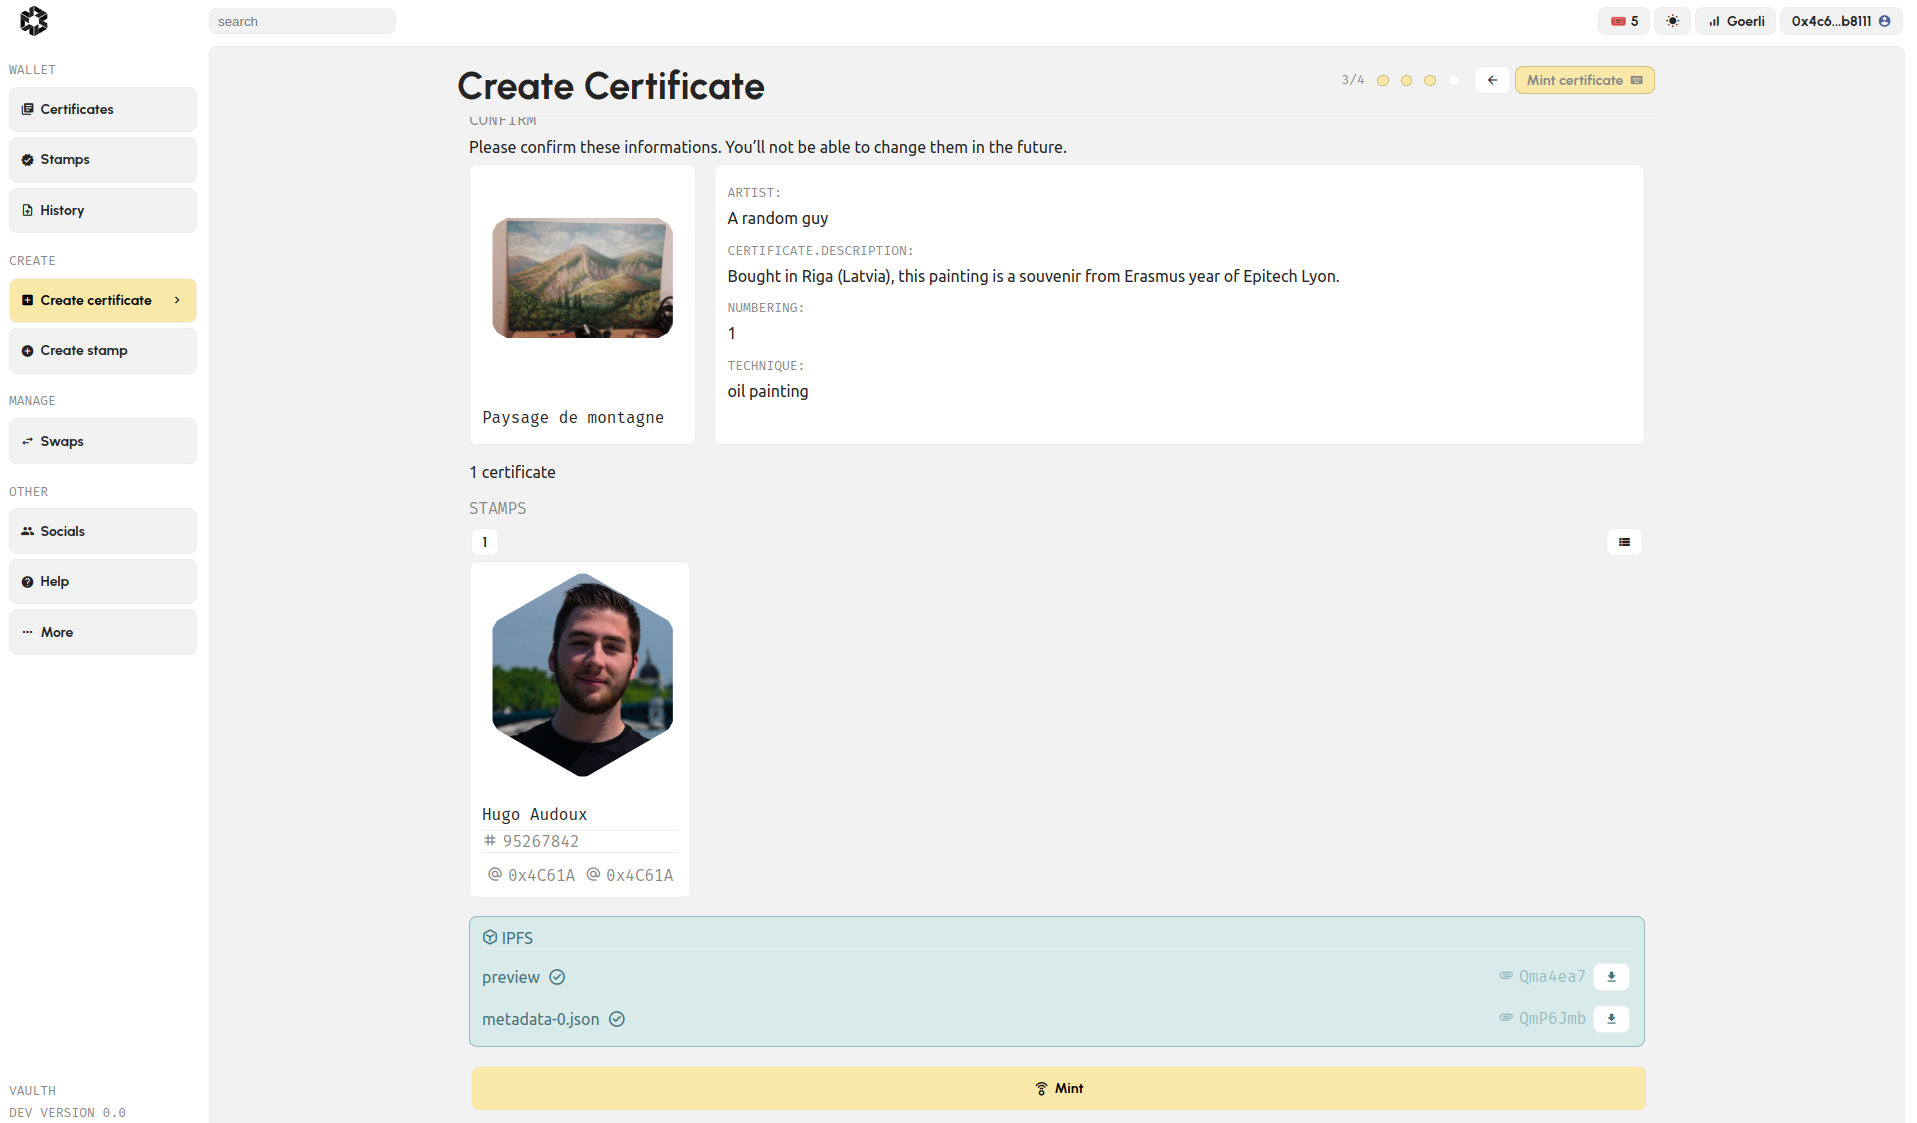 search
5
Goerli
0x4c6...b8111
WALLET
Certificates
Stamps
History
CREATE
Create certificate
Create stamp
MANAGE
Swaps
OTHER
Socials
Help
More
VAULTH
DEV VERSION 0.0
Create Certificate
3/4
Mint certificate
CONFIRM
Please confirm these informations. You’ll not be able to change them in the future.
Paysage de montagne
ARTIST:
A random guy
CERTIFICATE.DESCRIPTION:
Bought in Riga (Latvia), this painting is a souvenir from Erasmus year of Epitech Lyon.
NUMBERING:
1
TECHNIQUE:
oil painting
1 certificate
STAMPS
1
Hugo Audoux
# 95267842
@ 0x4C61A @ 0x4C61A
IPFS
preview
Qma4ea7
metadata-0.json
QmP6Jmb
Mint